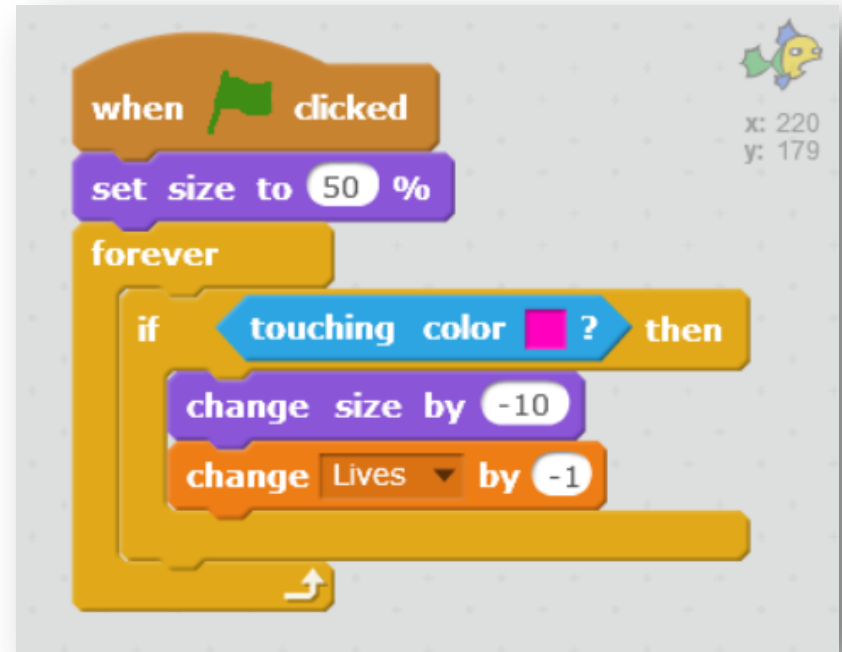 when clicked
x: 220
y: 179
set size to 50 %
forever
if touching color ? then
change size by -10
change Lives by -1